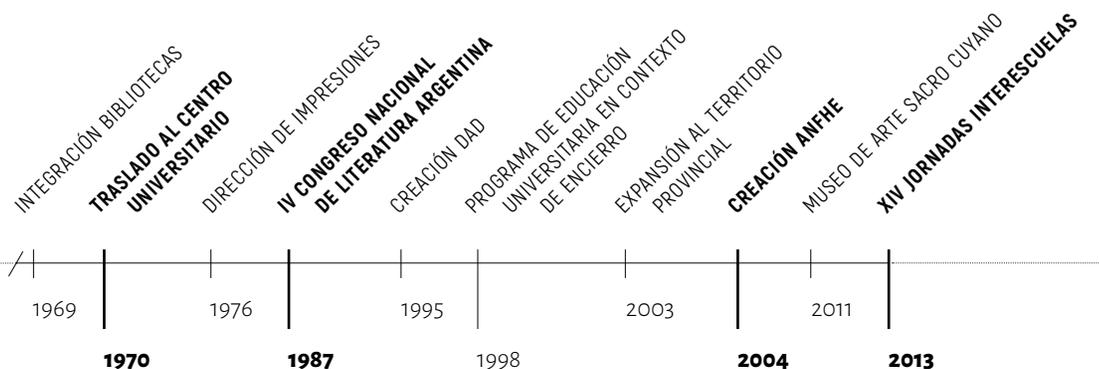 INTEGRACIÓN BIBLIOTECAS
TRASLADO AL CENTRO
UNIVERSITARIO
DIRECCIÓN DE IMPRESIONES
IV CONGRESO NACIONAL
DE LITERATURA ARGENTINA
CREACIÓN DAD
PROGRAMA DE EDUCACIÓN
UNIVERSITARIA EN CONTEXTO
DE ENCIERRO
EXPANSIÓN AL TERRITORIO
PROVINCIAL
CREACIÓN ANFHE
MUSEO DE ARTE SACRO CUYANO
XIV JORNADAS INTERESCUELAS
1969
1976
1995
2003
2011
1970
1987
1998
2004
2013